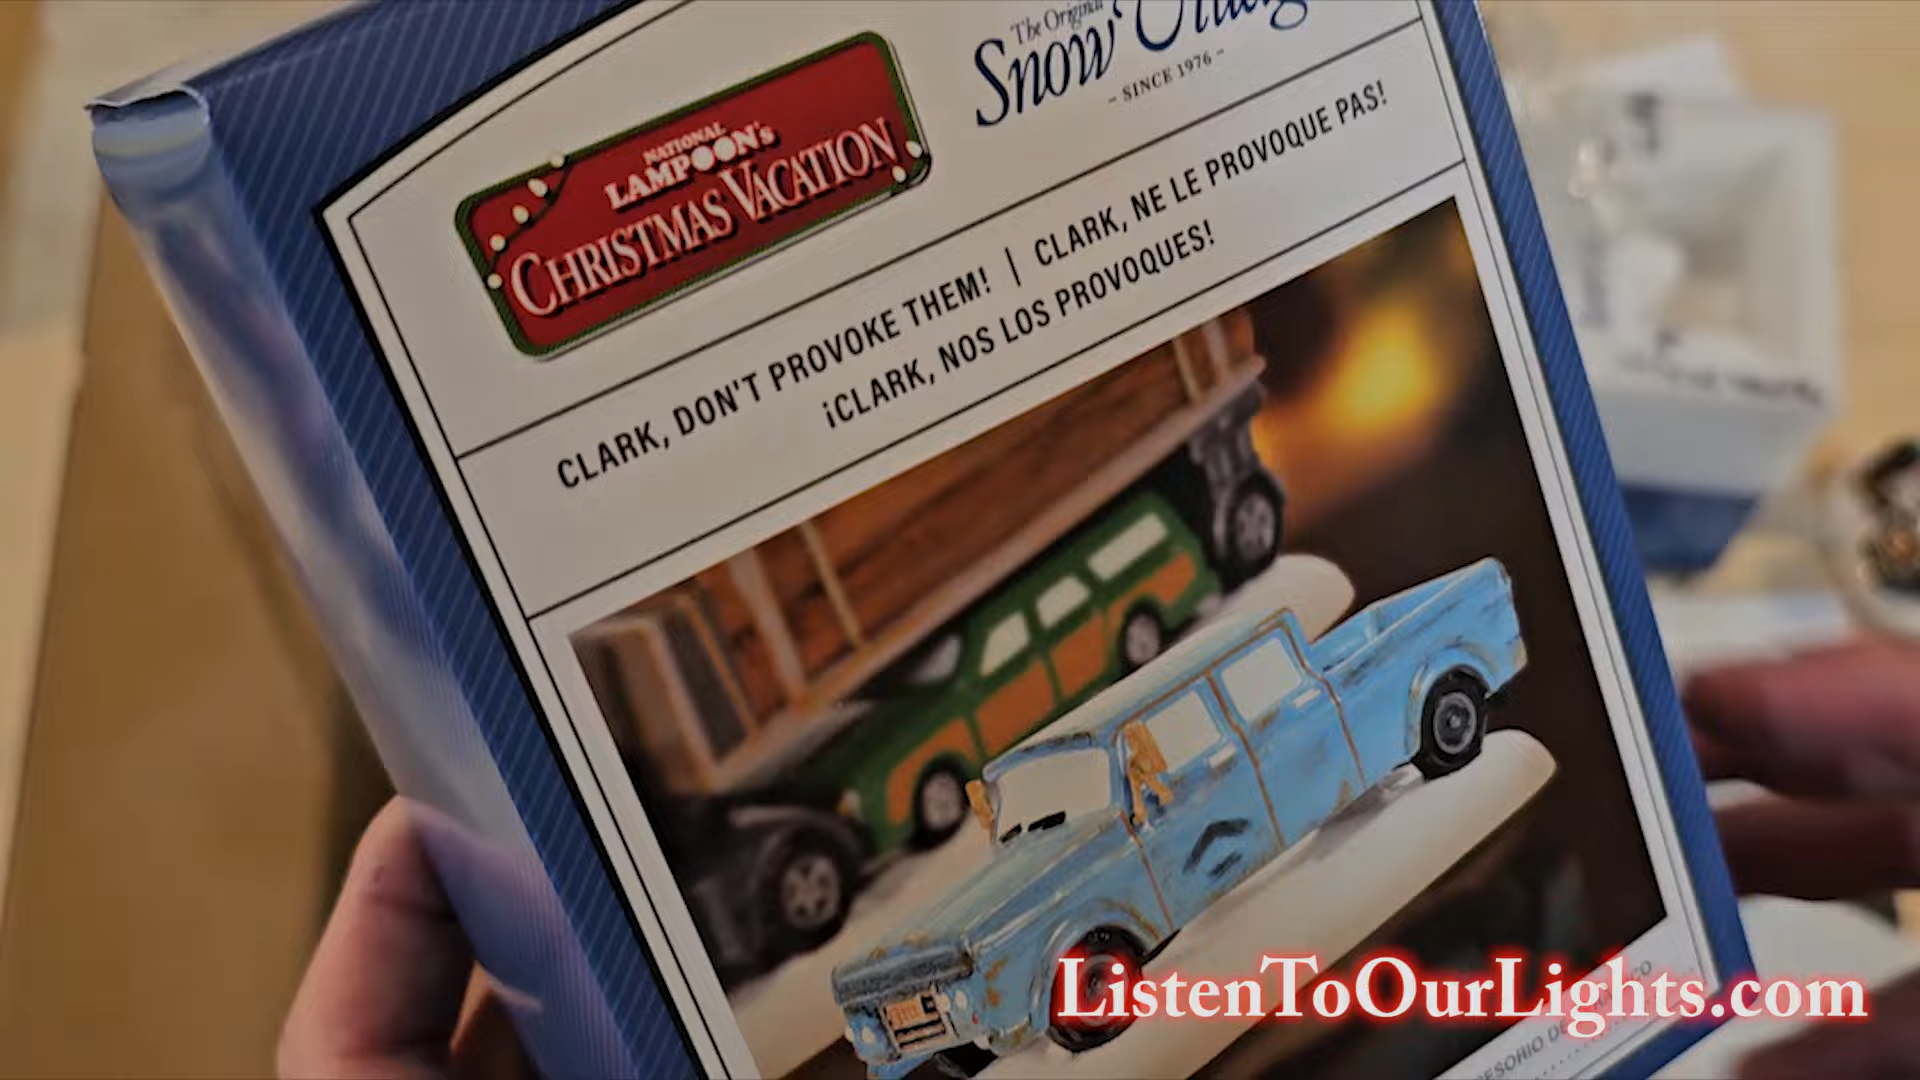 The Original
Snow Village
- SINCE 1976 -
NATIONAL
LAMPOON'S
CHRISTMAS VACATION
CLARK, DON'T PROVOKE THEM! | CLARK, NE LE PROVOQUE PAS!
¡CLARK, NOS LOS PROVOQUES!
ListenToOurLights.com